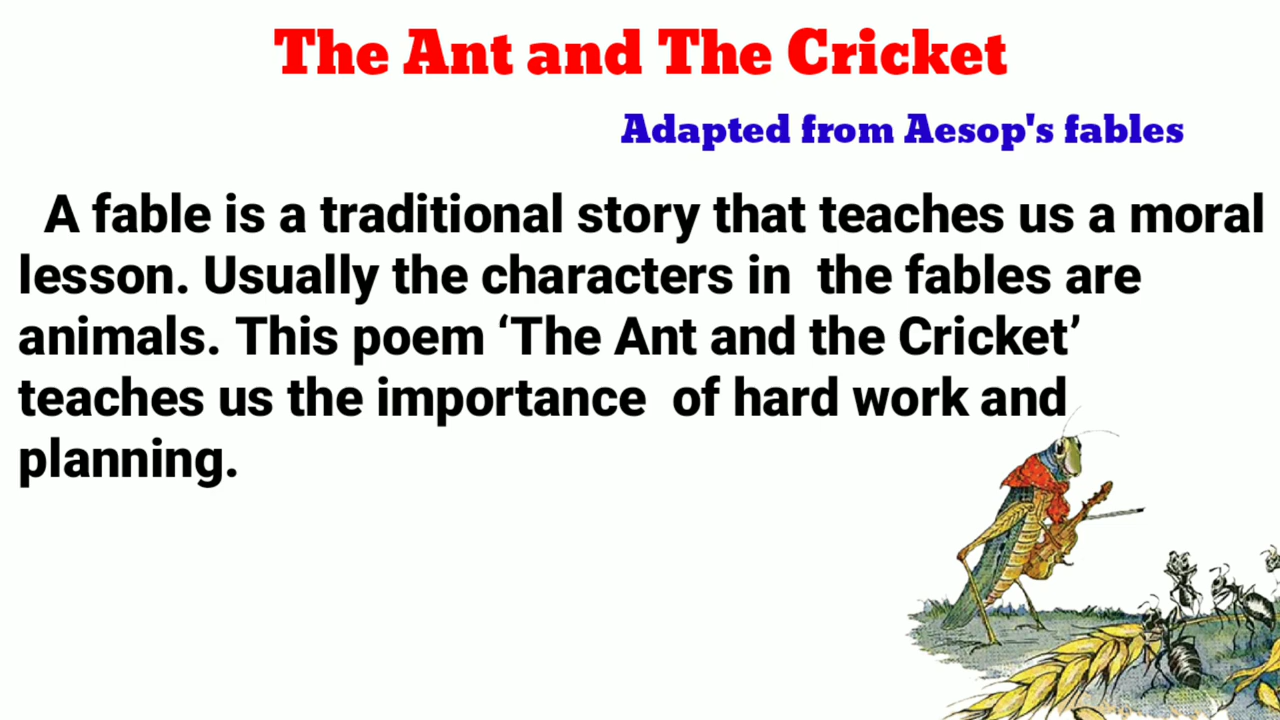 The Ant and The Cricket
Adapted from Aesop's fables
A fable is a traditional story that teaches us a moral
lesson. Usually the characters in  the fables are
animals. This poem ‘The Ant and the Cricket’
teaches us the importance  of hard work and
planning.